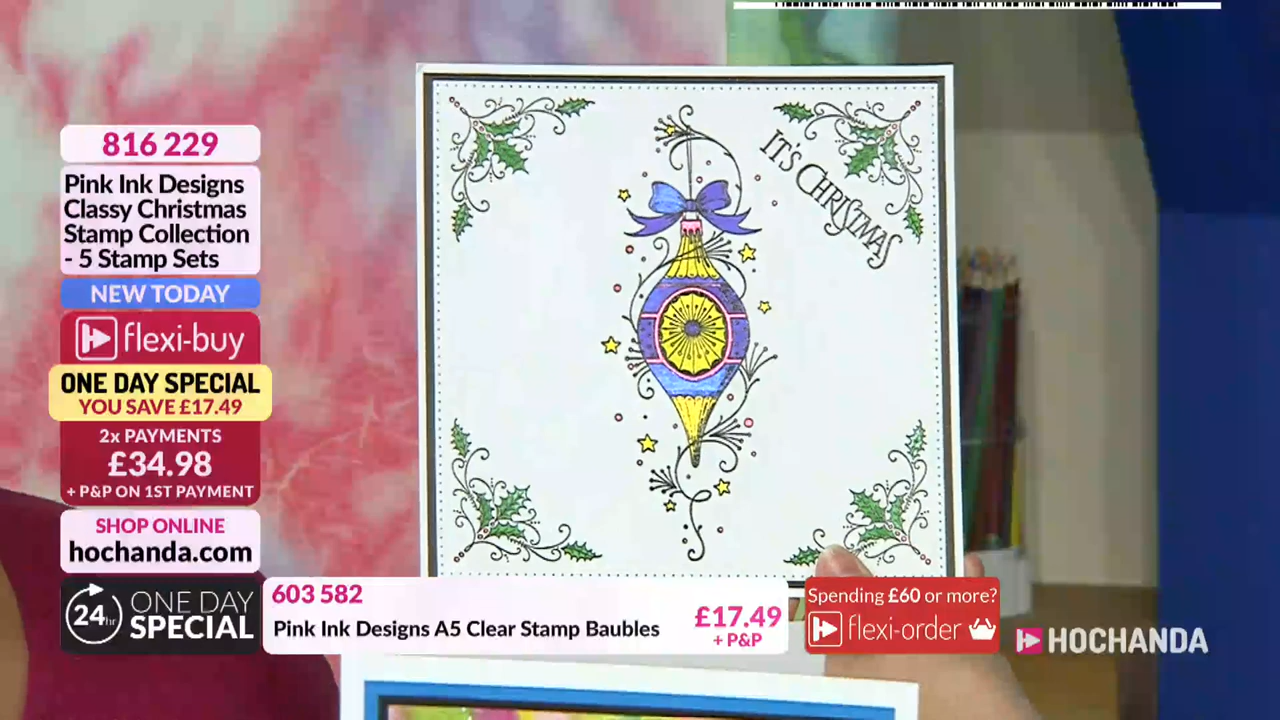 816 229
Pink Ink Designs
Classy Christmas
Stamp Collection
- 5 Stamp Sets
NEW TODAY
flexi-buy
ONE DAY SPECIAL
YOU SAVE £17.49
2x PAYMENTS
£34.98
+ P&P ON 1ST PAYMENT
SHOP ONLINE
hochanda.com
24hr
ONE DAY
SPECIAL
603 582
Pink Ink Designs A5 Clear Stamp Baubles
£17.49
+ P&P
Spending £60 or more?
flexi-order
HOCHANDA
IT'S CHRISTMAS